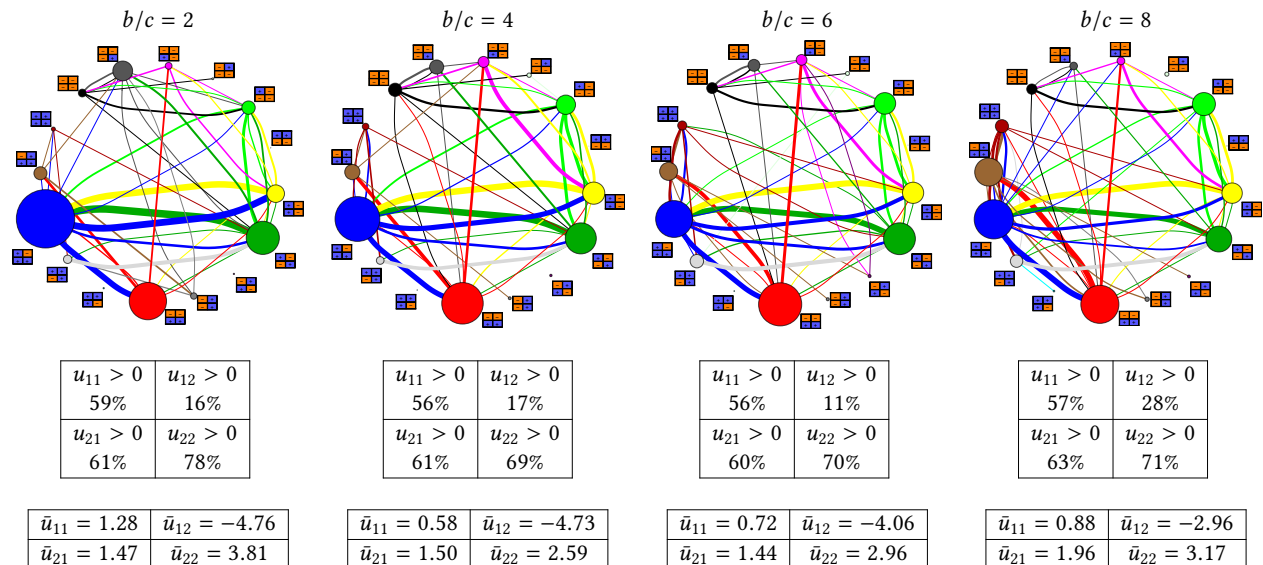 b/c = 2 b/c = 4 b/c = 6 b/c = 8
u₁₁ > 0 u₁₂ > 0 u₁₁ > 0 u₁₂ > 0 u₁₁ > 0 u₁₂ > 0 u₁₁ > 0 u₁₂ > 0
59% 16% 56% 17% 56% 11% 57% 28%
u₂₁ > 0 u₂₂ > 0 u₂₁ > 0 u₂₂ > 0 u₂₁ > 0 u₂₂ > 0 u₂₁ > 0 u₂₂ > 0
61% 78% 61% 69% 60% 70% 63% 71%
ū₁₁ = 1.28 ū₁₂ = −4.76 ū₁₁ = 0.58 ū₁₂ = −4.73 ū₁₁ = 0.72 ū₁₂ = −4.06 ū₁₁ = 0.88 ū₁₂ = −2.96
ū₂₁ = 1.47 ū₂₂ = 3.81 ū₂₁ = 1.50 ū₂₂ = 2.59 ū₂₁ = 1.44 ū₂₂ = 2.96 ū₂₁ = 1.96 ū₂₂ = 3.17